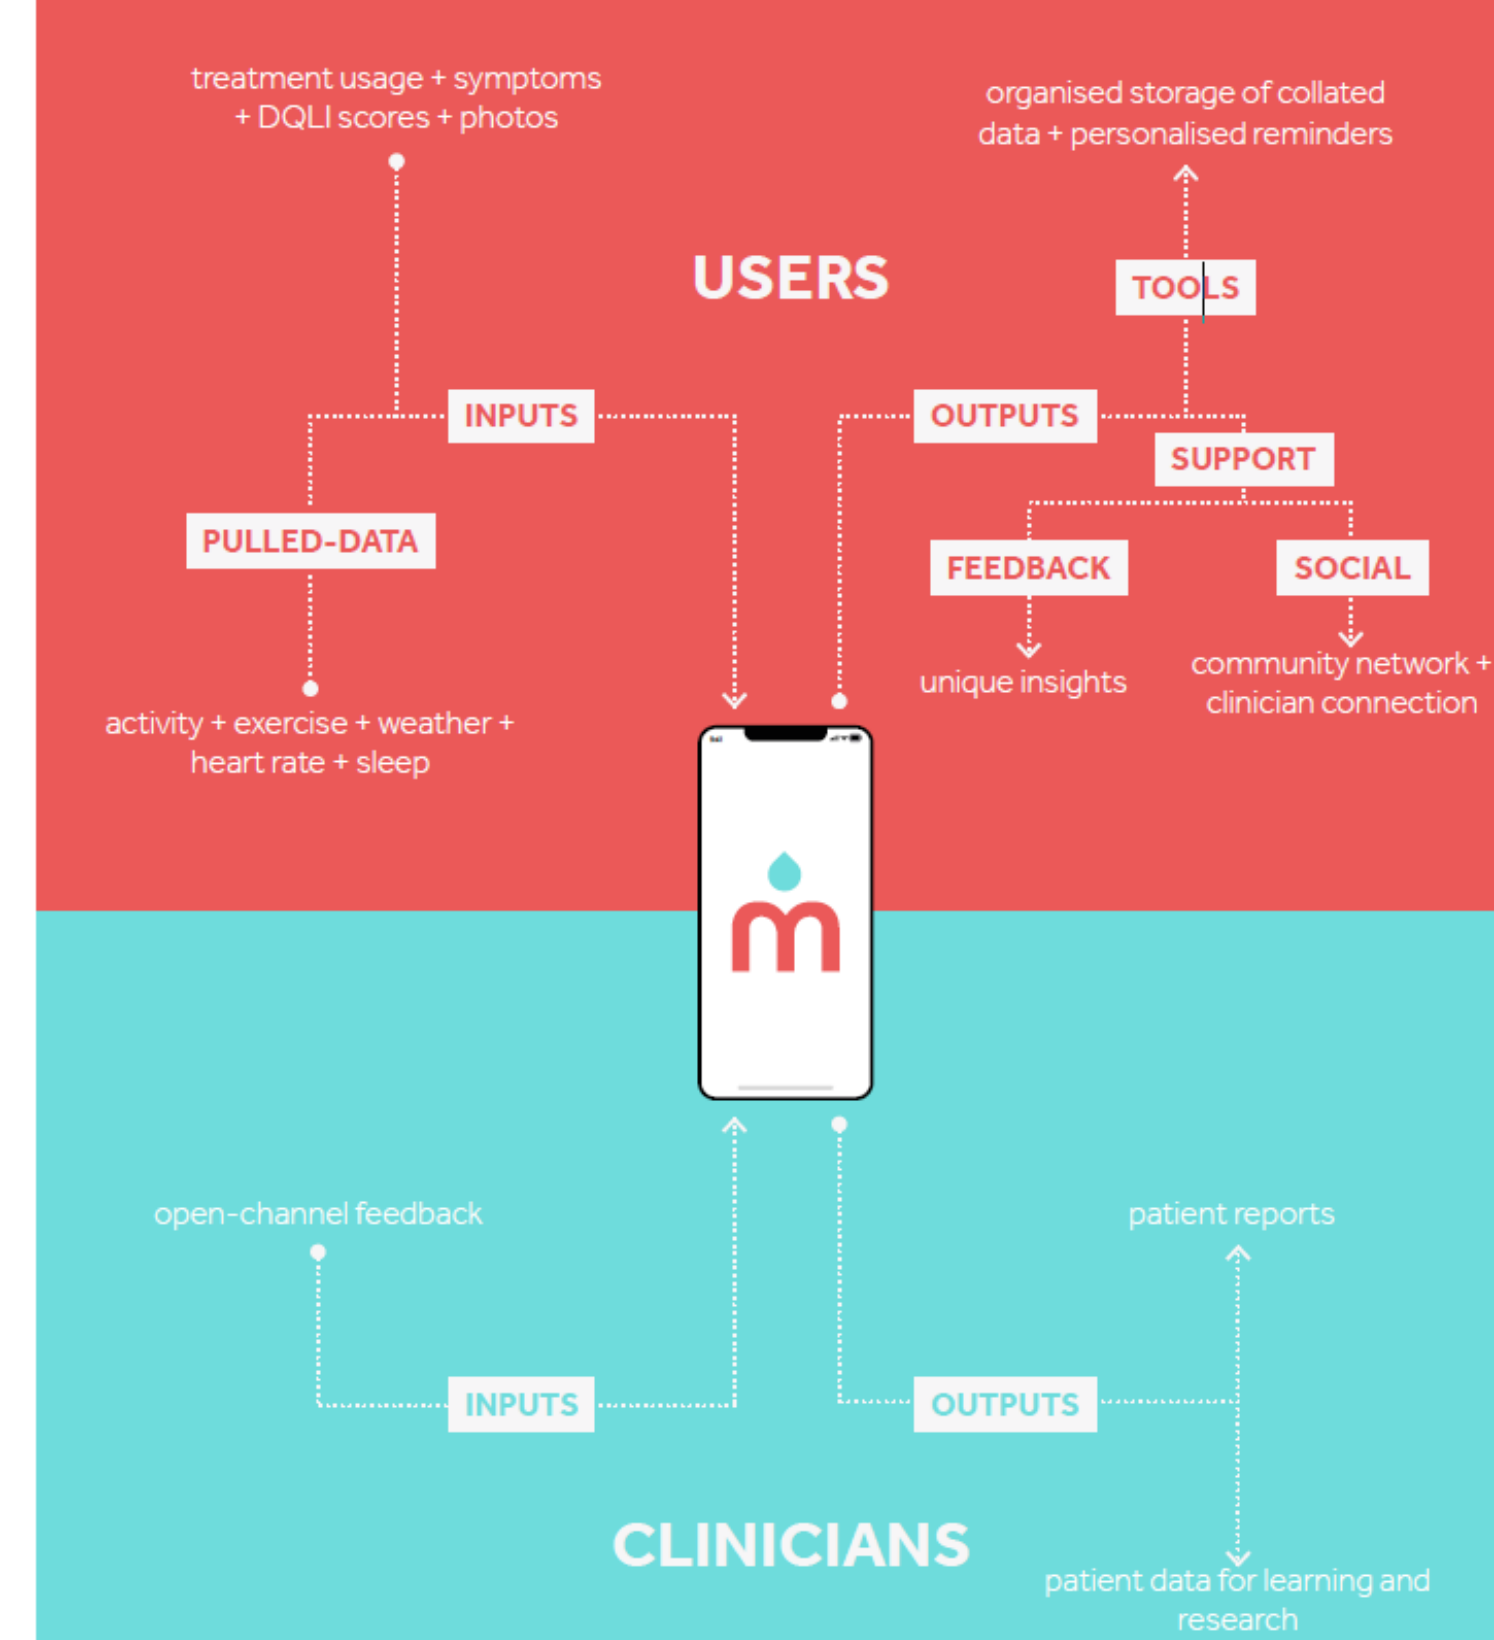 treatment usage + symptoms
+ DQLI scores + photos
organised storage of collated
data + personalised reminders
USERS
TOOLS
INPUTS
OUTPUTS
SUPPORT
PULLED-DATA
FEEDBACK
SOCIAL
unique insights
community network +
clinician connection
activity + exercise + weather +
heart rate + sleep
m
open-channel feedback
patient reports
INPUTS
OUTPUTS
CLINICIANS
patient data for learning and
research